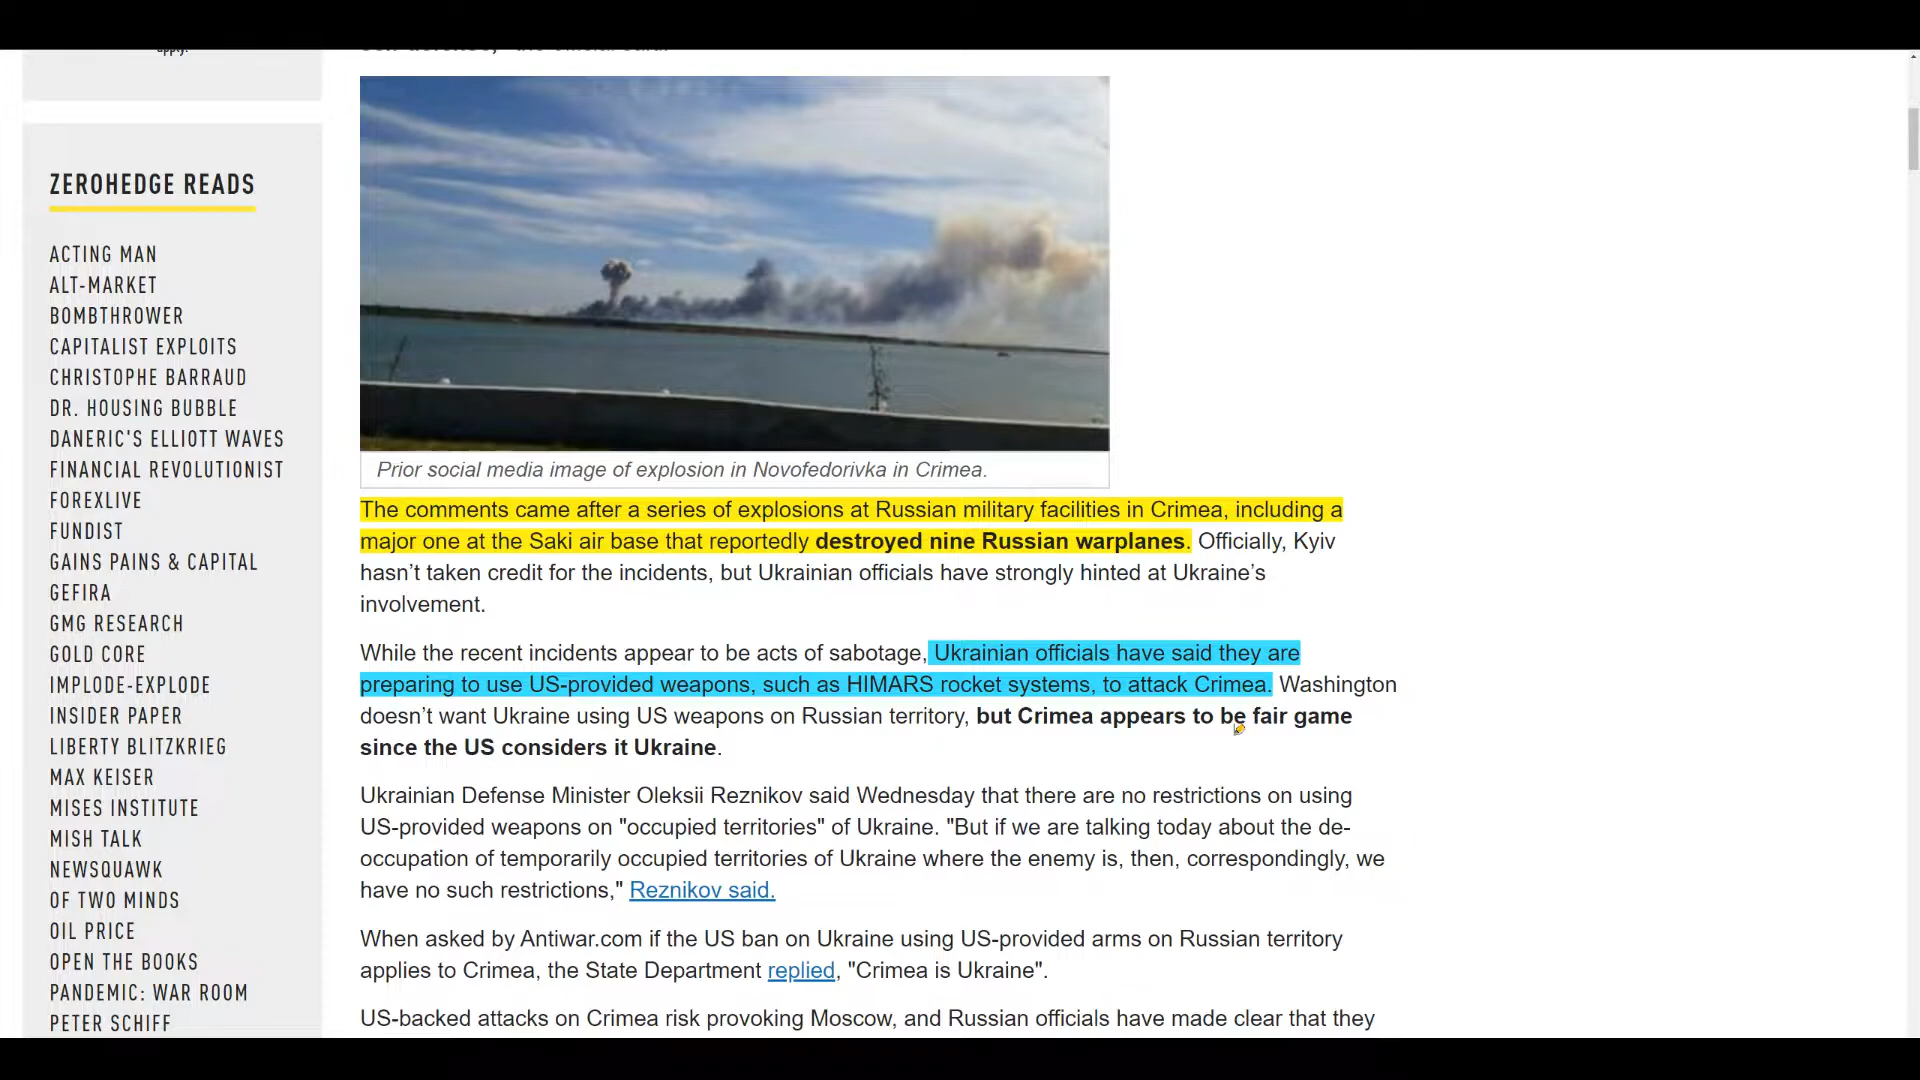 apply.
ZEROHEDGE READS
ACTING MAN
ALT-MARKET
BOMBTHROWER
CAPITALIST EXPLOITS
CHRISTOPHE BARRAUD
DR. HOUSING BUBBLE
DANERIC'S ELLIOTT WAVES
FINANCIAL REVOLUTIONIST
FOREXLIVE
FUNDIST
GAINS PAINS & CAPITAL
GEFIRA
GMG RESEARCH
GOLD CORE
IMPLODE-EXPLODE
INSIDER PAPER
LIBERTY BLITZKRIEG
MAX KEISER
MISES INSTITUTE
MISH TALK
NEWSQUAWK
OF TWO MINDS
OIL PRICE
OPEN THE BOOKS
PANDEMIC: WAR ROOM
PETER SCHIFF
Prior social media image of explosion in Novofedorivka in Crimea.
The comments came after a series of explosions at Russian military facilities in Crimea, including a
major one at the Saki air base that reportedly destroyed nine Russian warplanes. Officially, Kyiv
hasn’t taken credit for the incidents, but Ukrainian officials have strongly hinted at Ukraine’s
involvement.
While the recent incidents appear to be acts of sabotage, Ukrainian officials have said they are
preparing to use US-provided weapons, such as HIMARS rocket systems, to attack Crimea. Washington
doesn’t want Ukraine using US weapons on Russian territory, but Crimea appears to be fair game
since the US considers it Ukraine.
Ukrainian Defense Minister Oleksii Reznikov said Wednesday that there are no restrictions on using
US-provided weapons on "occupied territories" of Ukraine. "But if we are talking today about the de-
occupation of temporarily occupied territories of Ukraine where the enemy is, then, correspondingly, we
have no such restrictions," Reznikov said.
When asked by Antiwar.com if the US ban on Ukraine using US-provided arms on Russian territory
applies to Crimea, the State Department replied, "Crimea is Ukraine".
US-backed attacks on Crimea risk provoking Moscow, and Russian officials have made clear that they